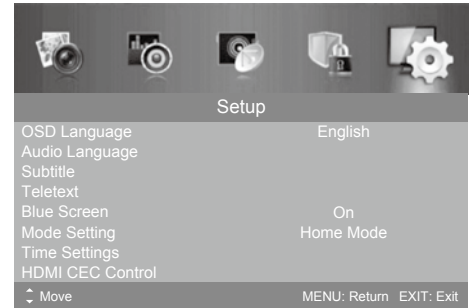 Setup
OSD Language English
Audio Language
Subtitle
Teletext
Blue Screen On
Mode Setting Home Mode
Time Settings
HDMI CEC Control
Move MENU: Return EXIT: Exit